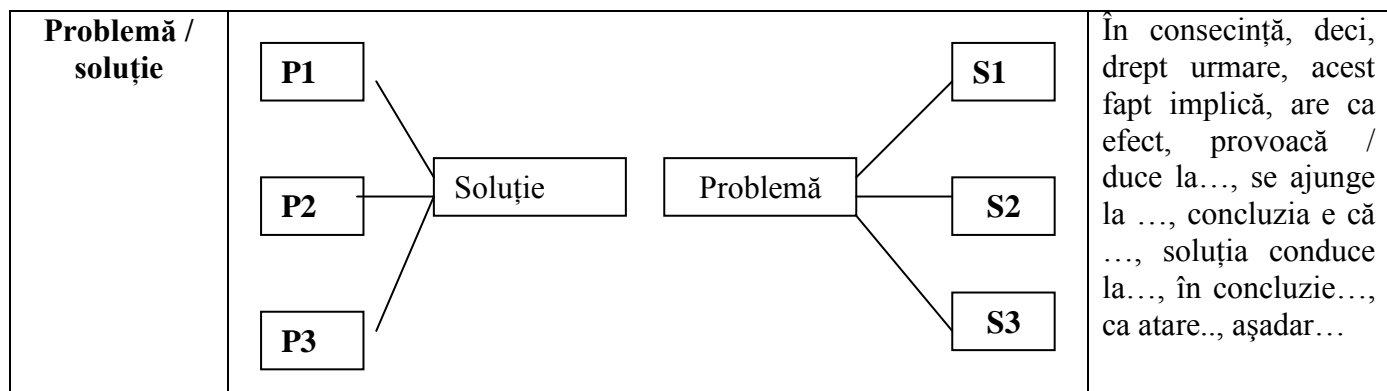 Problemă /
soluție
P1
P2
P3
Soluție
Problemă
S1
S2
S3
În consecință, deci,
drept urmare, acest
fapt implică, are ca
efect, provoacă /
duce la…, se ajunge
la …, concluzia e că
…, soluția conduce
la…, în concluzie…,
ca atare.., aşadar…